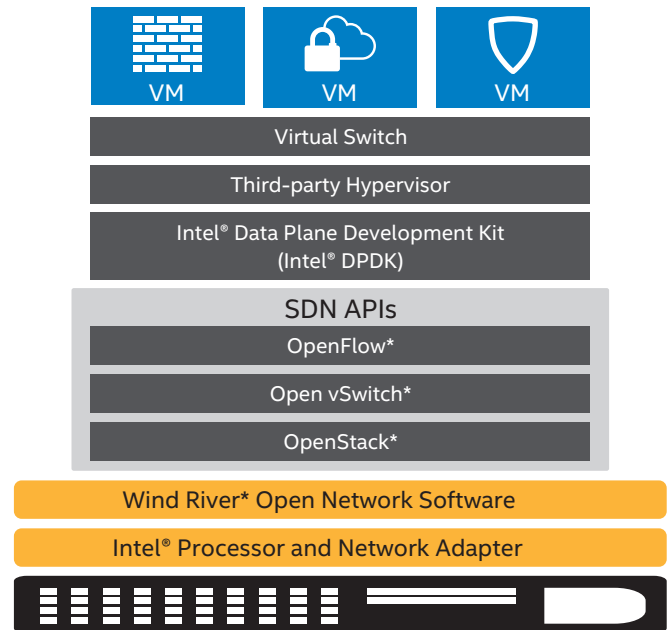 VM VM VM
Virtual Switch
Third-party Hypervisor
Intel® Data Plane Development Kit
(Intel® DPDK)
SDN APIs
OpenFlow*
Open vSwitch*
OpenStack*
Wind River* Open Network Software
Intel® Processor and Network Adapter